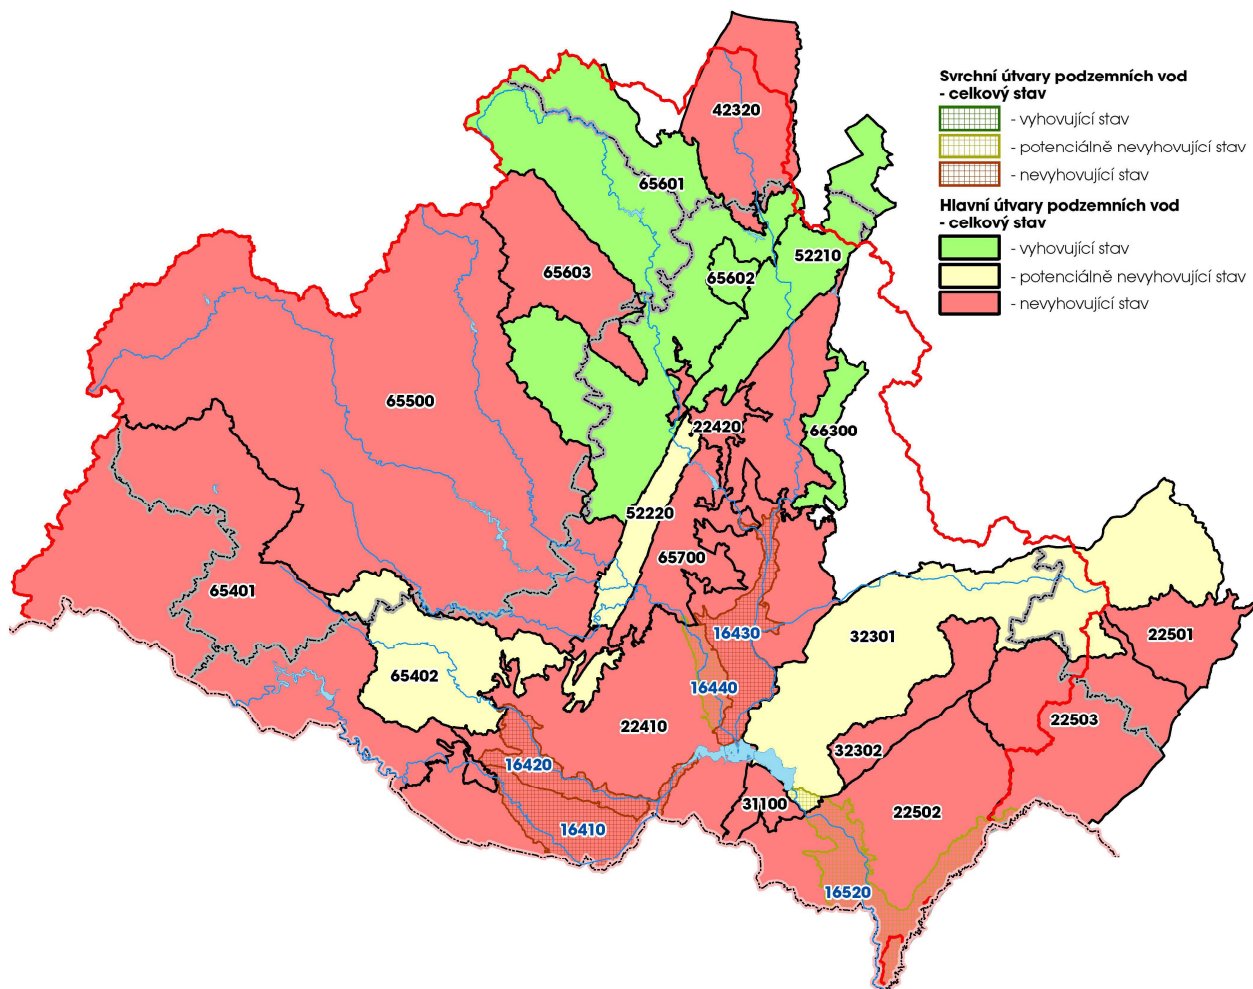 Svrchní útvary podzemních vod
- celkový stav
- vyhovující stav
- potenciálně nevyhovující stav
- nevyhovující stav
Hlavní útvary podzemních vod
- celkový stav
- vyhovující stav
- potenciálně nevyhovující stav
- nevyhovující stav
42320
65601
52210
65603
65602
65500
22420
66300
52220
65700
65401
16430
32301
22501
65402
16440
22410
22503
32302
16420
31100
22502
16410
16520